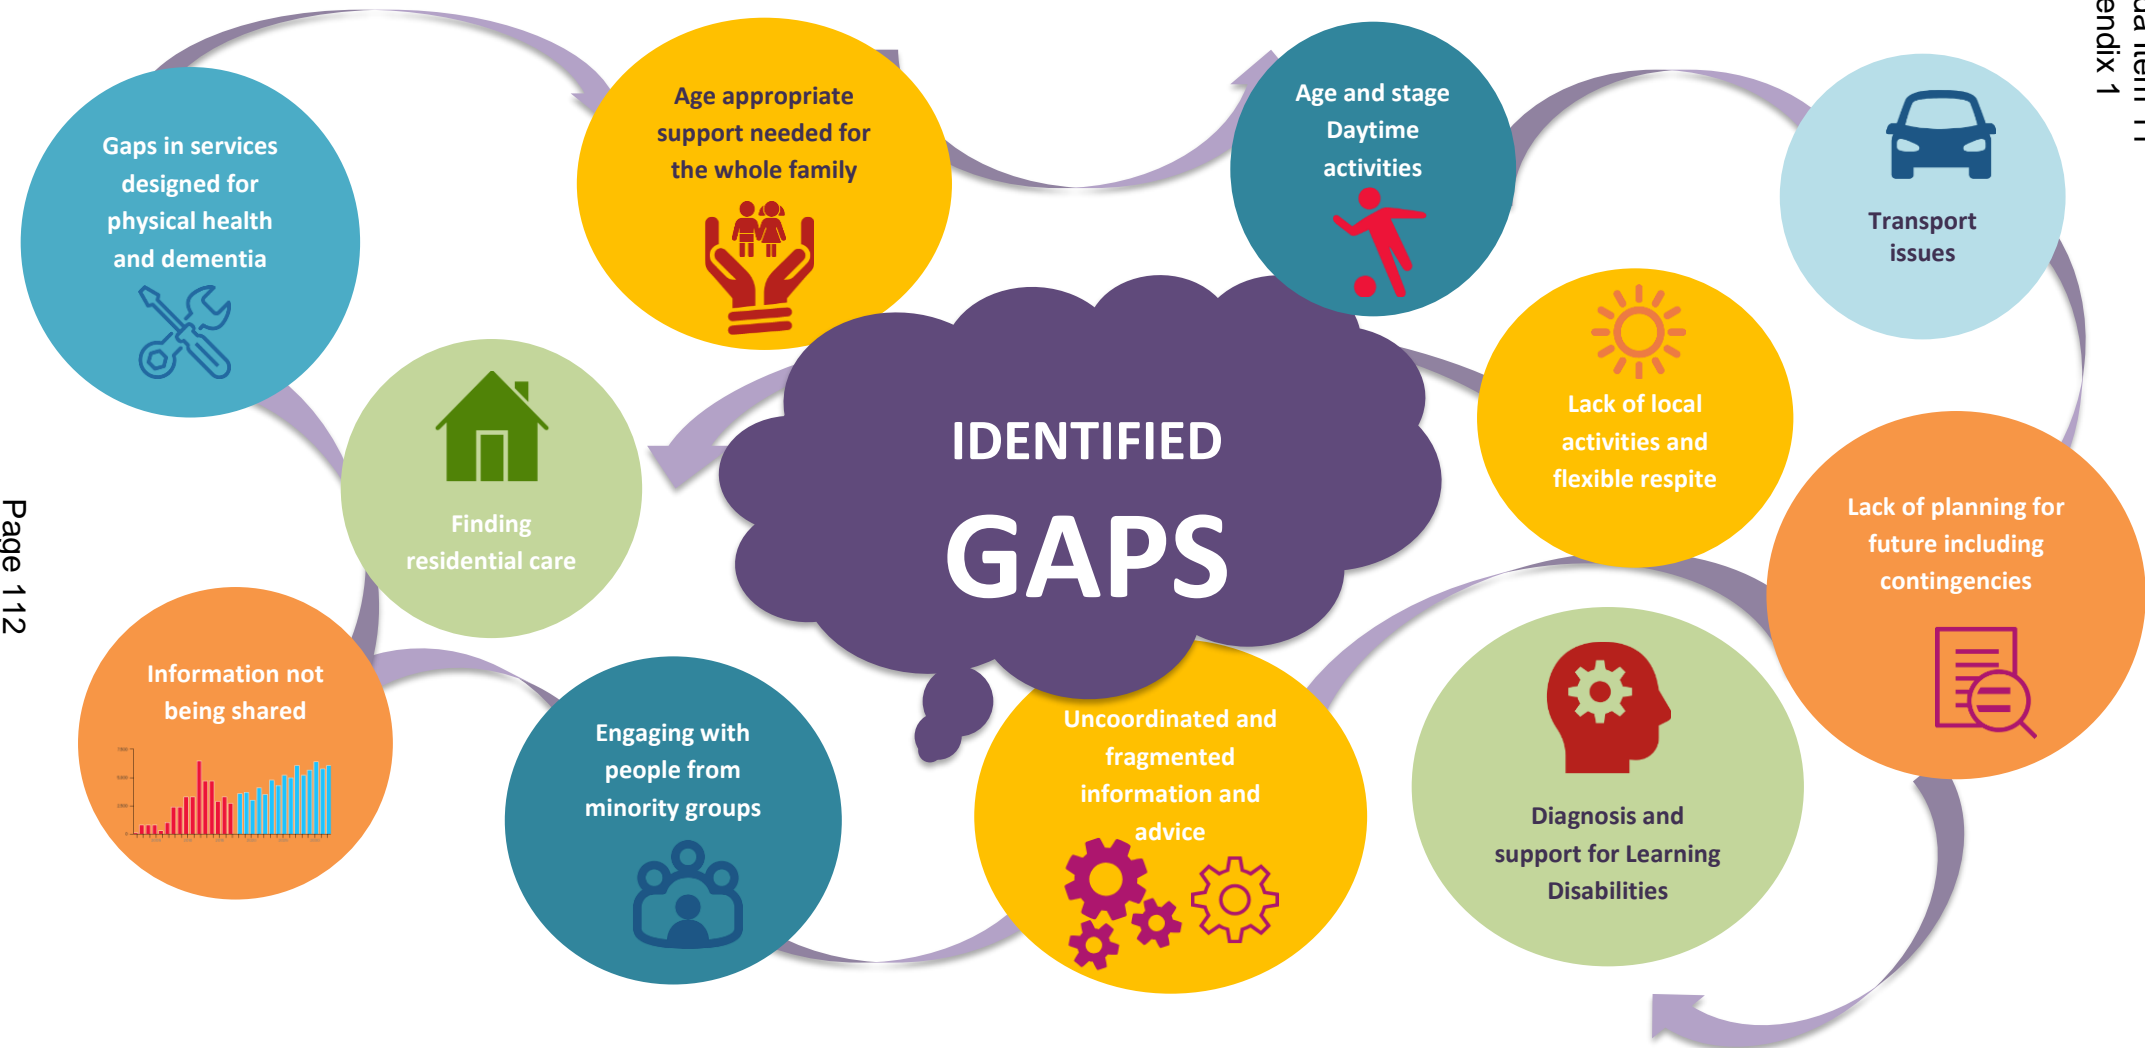 Gaps in services
designed for
physical health
and dementia
Age appropriate
support needed for
the whole family
Age and stage
Daytime
activities
Transport
issues
IDENTIFIED
GAPS
Lack of local
activities and
flexible respite
Finding
residential care
Lack of planning for
future including
contingencies
Information not
being shared
Engaging with
people from
minority groups
Uncoordinated and
fragmented
information and
advice
Diagnosis and
support for Learning
Disabilities
Page 112